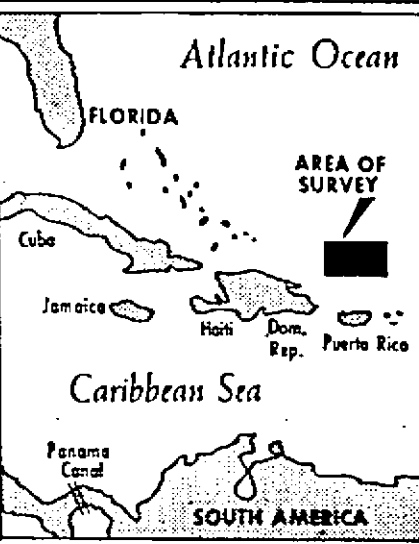 Atlantic Ocean
FLORIDA
AREA OF
SURVEY
Cuba
Jamaica
Haiti
Dom.
Rep.
Puerto Rico
Caribbean Sea
Panama
Canal
SOUTH AMERICA